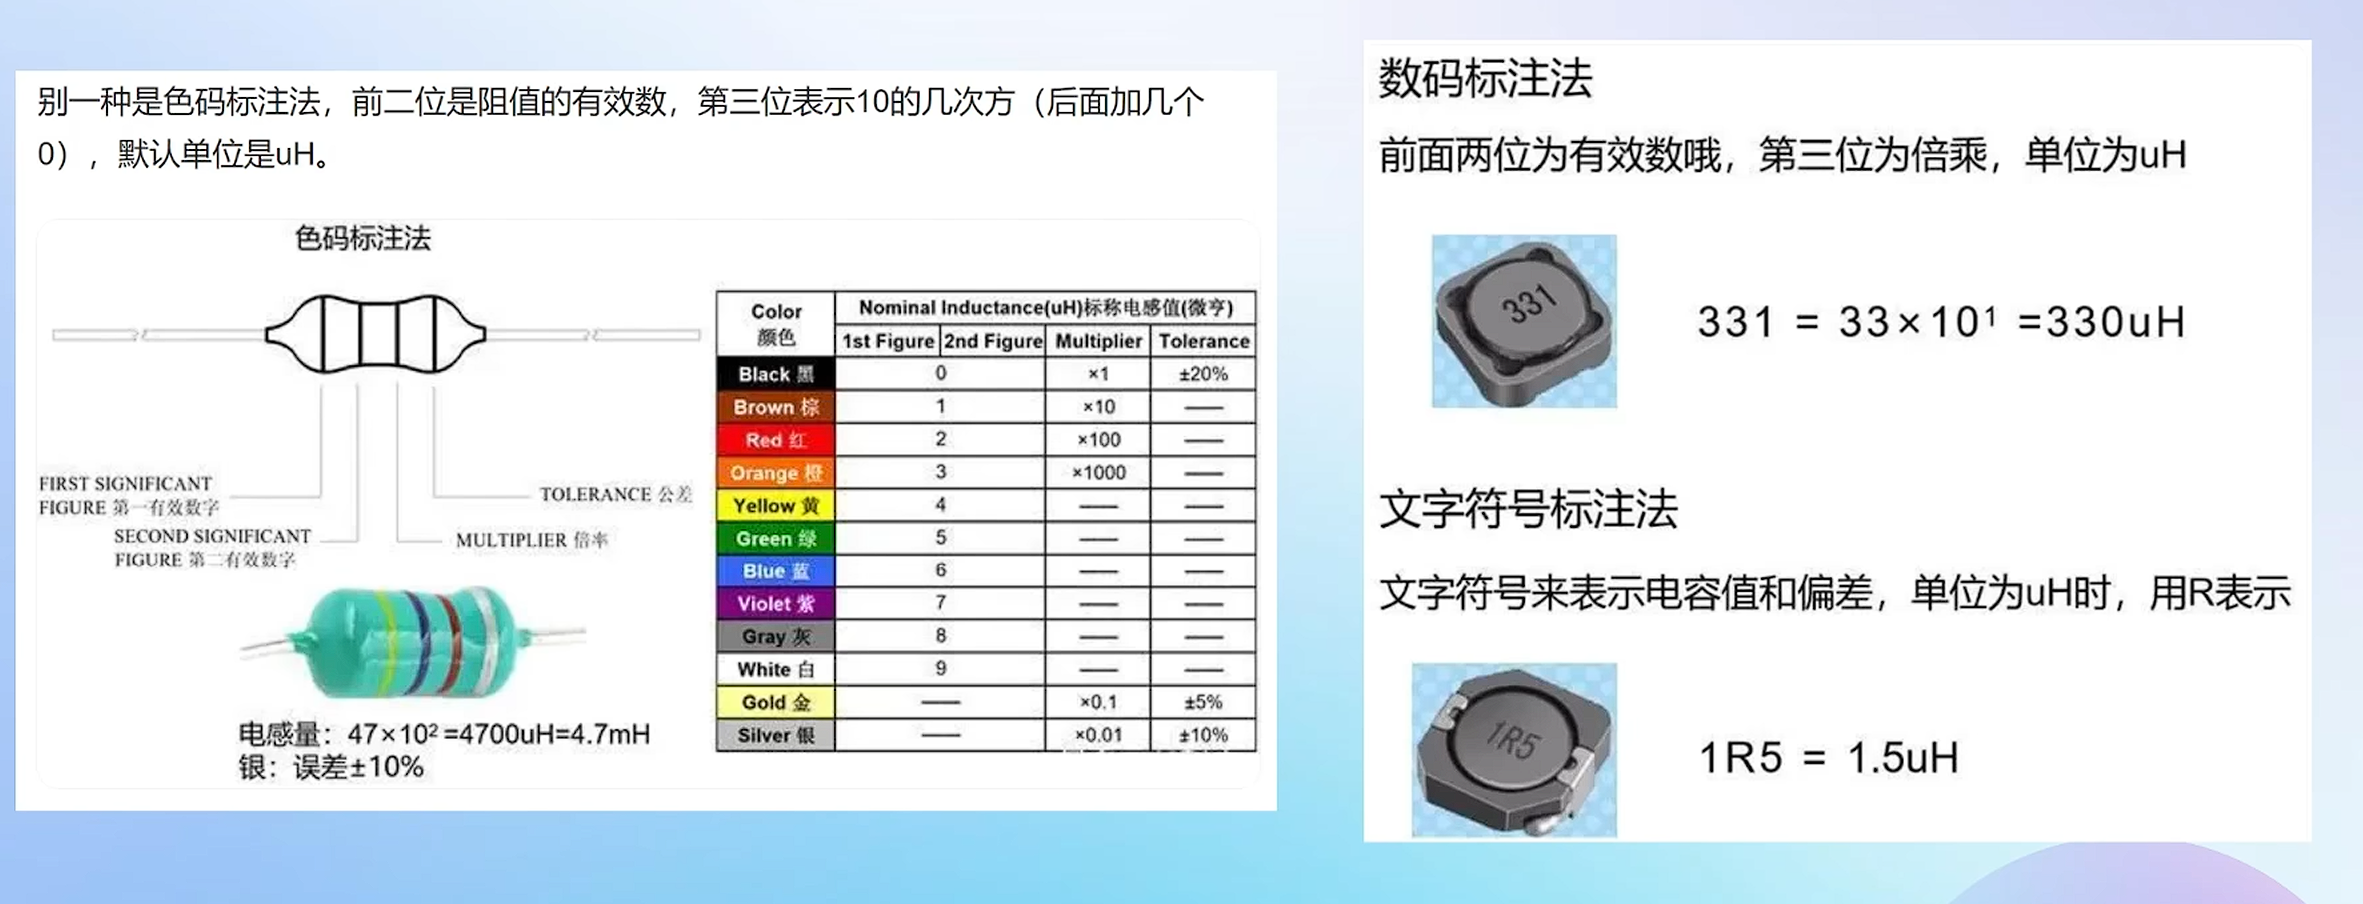 别一种是色码标注法，前二位是阻值的有效数，第三位表示10的几次方（后面加几个
0），默认单位是uH。
色码标注法
FIRST SIGNIFICANT
FIGURE 第一有效数字
SECOND SIGNIFICANT
FIGURE 第二有效数字
TOLERANCE 公差
MULTIPLIER 倍率
电感量：47×10²=4700uH=4.7mH
银：误差±10%
Color 颜色 Nominal Inductance(uH)标称电感值(微亨)
1st Figure 2nd Figure Multiplier Tolerance
Black 黑 0 ×1 ±20%
Brown 棕 1 ×10 ——
Red 红 2 ×100 ——
Orange 橙 3 ×1000 ——
Yellow 黄 4 —— ——
Green 绿 5 —— ——
Blue 蓝 6 —— ——
Violet 紫 7 —— ——
Gray 灰 8 —— ——
White 白 9 —— ——
Gold 金 —— ×0.1 ±5%
Silver 银 —— ×0.01 ±10%
数码标注法
前面两位为有效数哦，第三位为倍乘，单位为uH
331
331 = 33×10¹ =330uH
文字符号标注法
文字符号来表示电容值和偏差，单位为uH时，用R表示
1R5
1R5 = 1.5uH